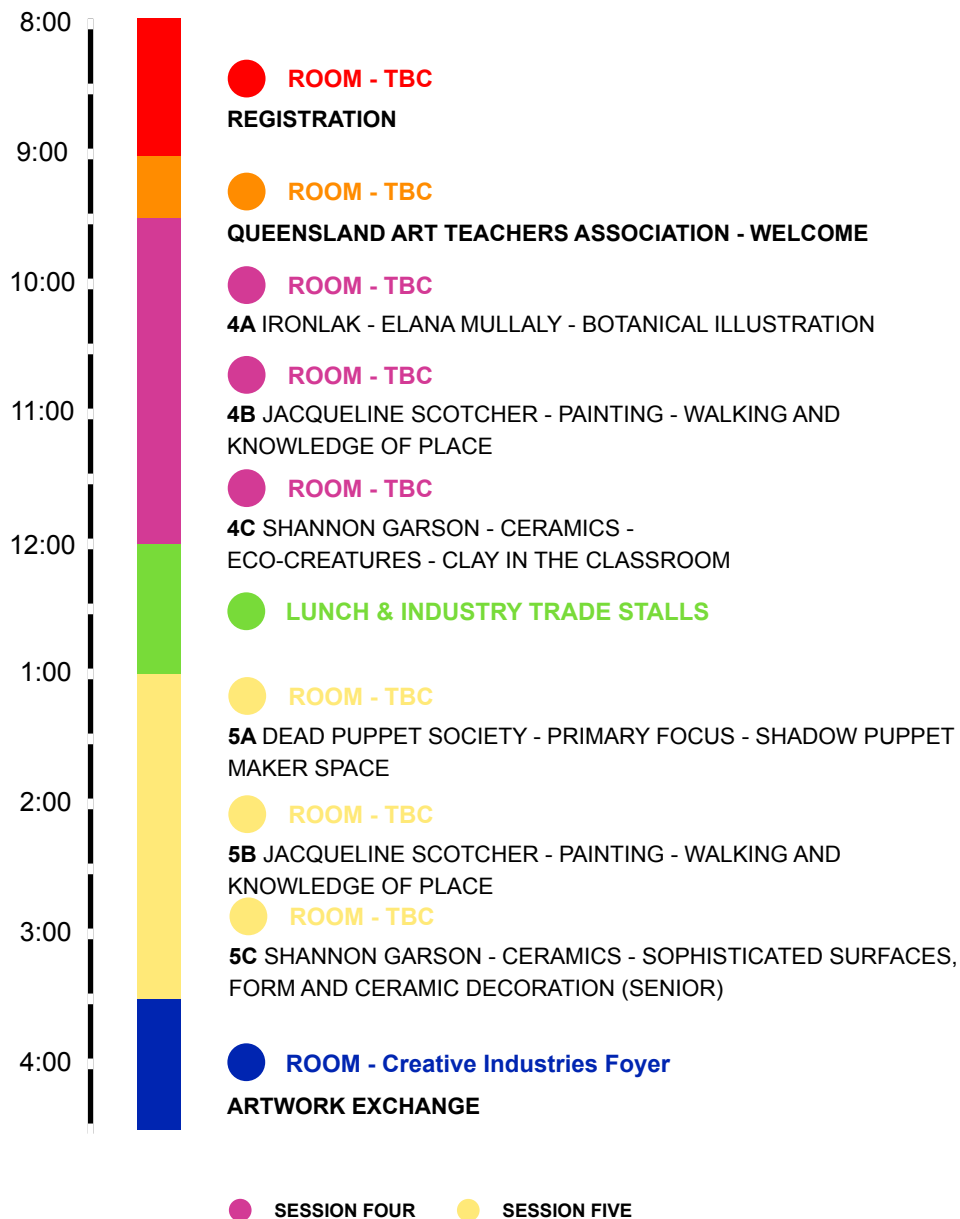 8:00
ROOM - TBC
REGISTRATION
9:00
ROOM - TBC
QUEENSLAND ART TEACHERS ASSOCIATION - WELCOME
10:00
ROOM - TBC
4A IRONLAK - ELANA MULLALY - BOTANICAL ILLUSTRATION
ROOM - TBC
11:00
4B JACQUELINE SCOTCHER - PAINTING - WALKING AND
KNOWLEDGE OF PLACE
ROOM - TBC
4C SHANNON GARSON - CERAMICS -
12:00
ECO-CREATURES - CLAY IN THE CLASSROOM
LUNCH & INDUSTRY TRADE STALLS
1:00
ROOM - TBC
5A DEAD PUPPET SOCIETY - PRIMARY FOCUS - SHADOW PUPPET
MAKER SPACE
2:00
ROOM - TBC
5B JACQUELINE SCOTCHER - PAINTING - WALKING AND
KNOWLEDGE OF PLACE
ROOM - TBC
3:00
5C SHANNON GARSON - CERAMICS - SOPHISTICATED SURFACES,
FORM AND CERAMIC DECORATION (SENIOR)
4:00
ROOM - Creative Industries Foyer
ARTWORK EXCHANGE
SESSION FOUR
SESSION FIVE